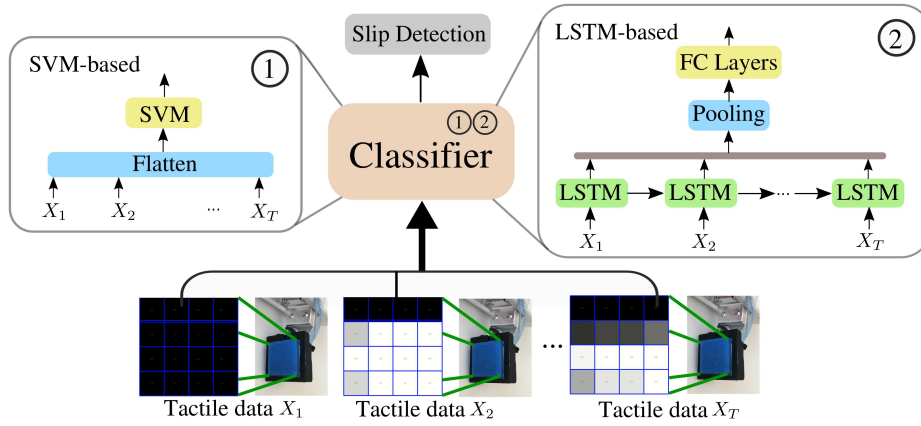 Slip Detection
SVM-based
1
SVM
Flatten
X1 X2 ... XT
1 2
Classifier
LSTM-based
2
FC Layers
Pooling
LSTM LSTM ... LSTM
X1 X2 XT
...
Tactile data X1
Tactile data X2
Tactile data XT